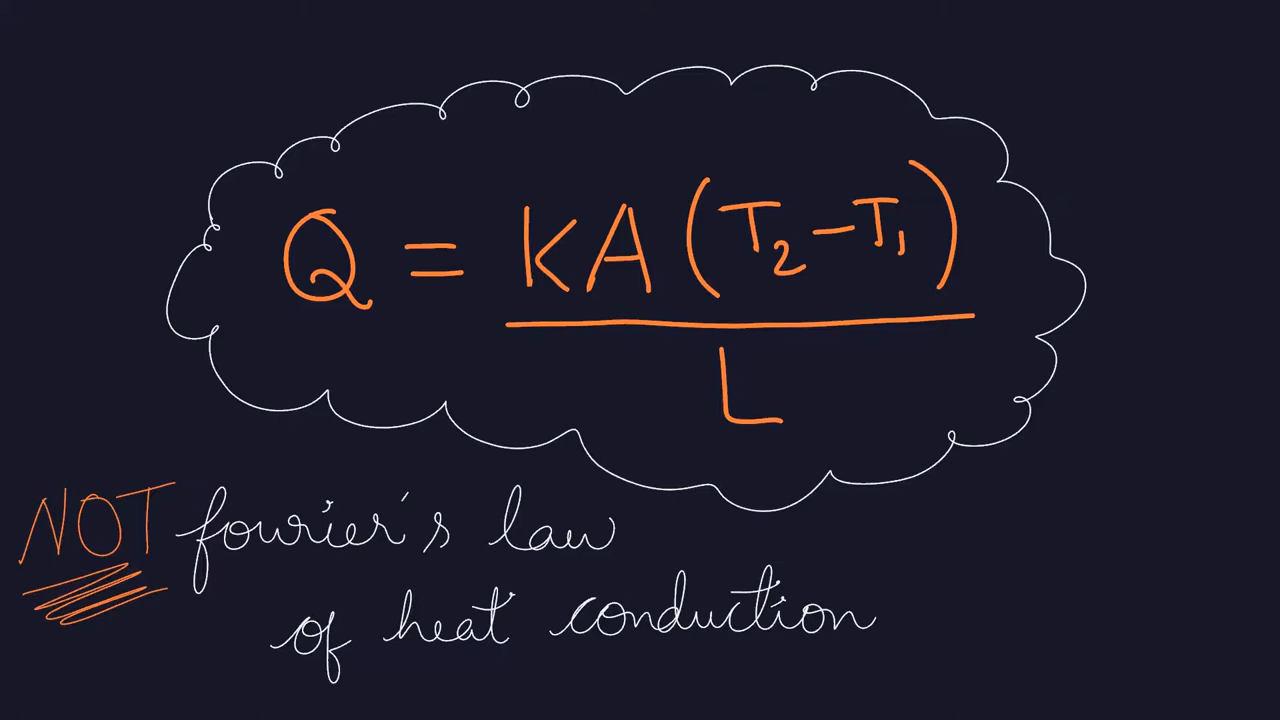 Q = KA(T₂-T₁)
L
NOT fourier's law
of heat conduction